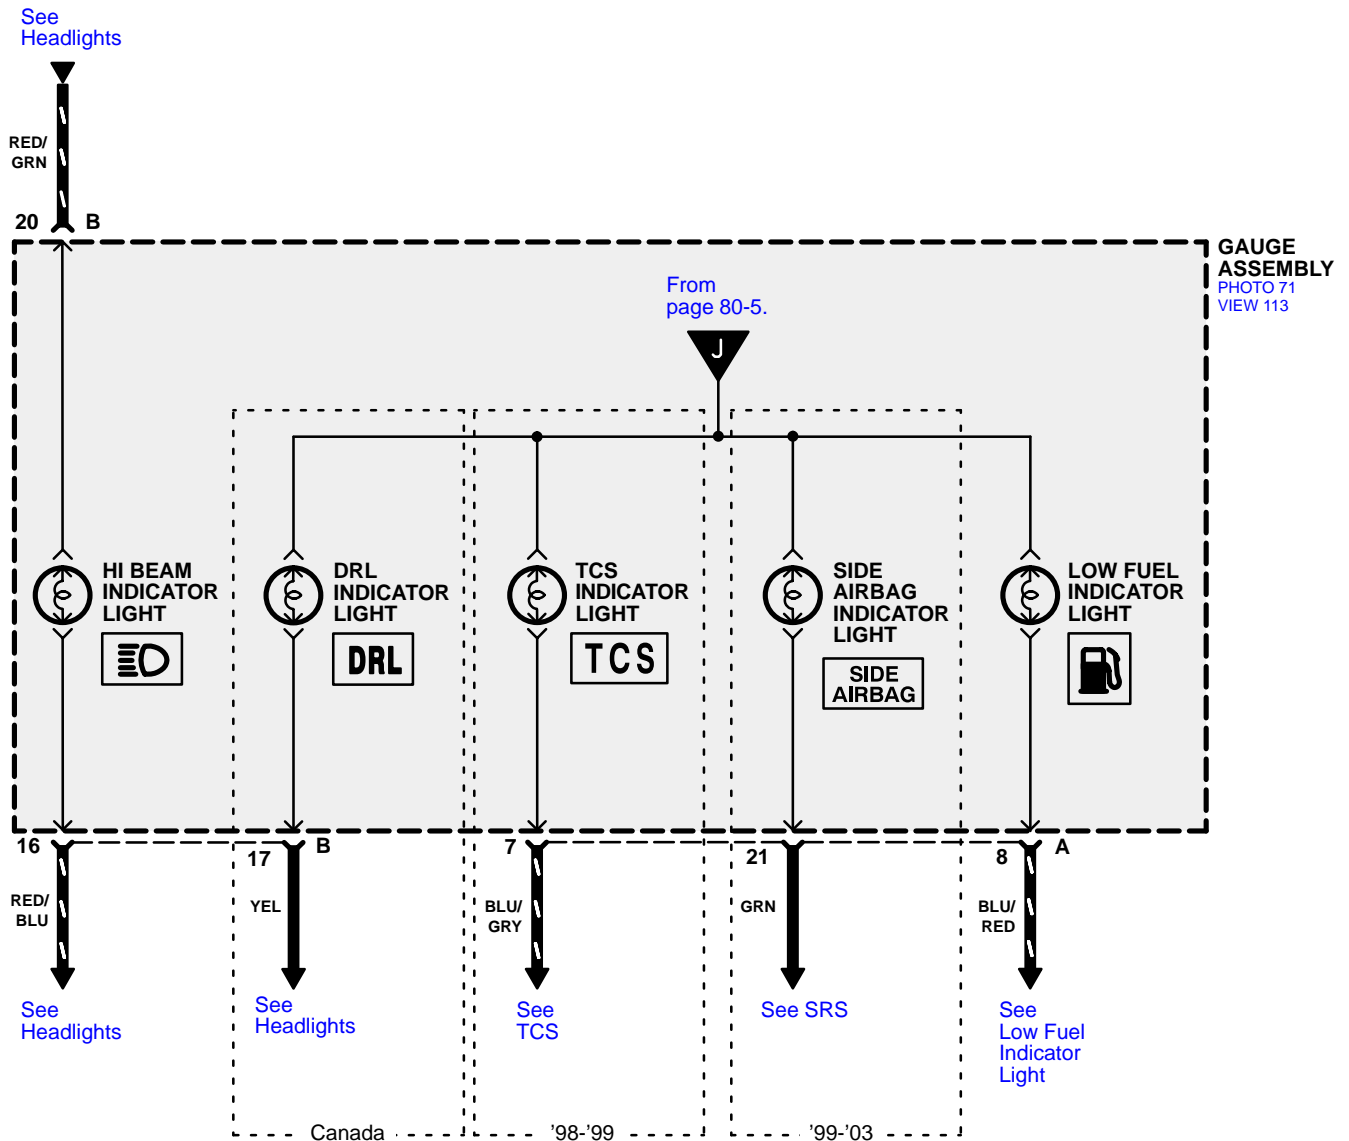 See
Headlights
RED/
GRN
20 B
GAUGE
ASSEMBLY
PHOTO 71
VIEW 113
From
page 80-5.
J
HI BEAM
INDICATOR
LIGHT
DRL
INDICATOR
LIGHT
DRL
TCS
INDICATOR
LIGHT
TCS
SIDE
AIRBAG
INDICATOR
LIGHT
SIDE
AIRBAG
LOW FUEL
INDICATOR
LIGHT
16 17 B 7 21 8 A
RED/
BLU
YEL
BLU/
GRY
GRN
BLU/
RED
See
Headlights
See
Headlights
See
TCS
See SRS
See
Low Fuel
Indicator
Light
Canada
’98-’99
’99-’03